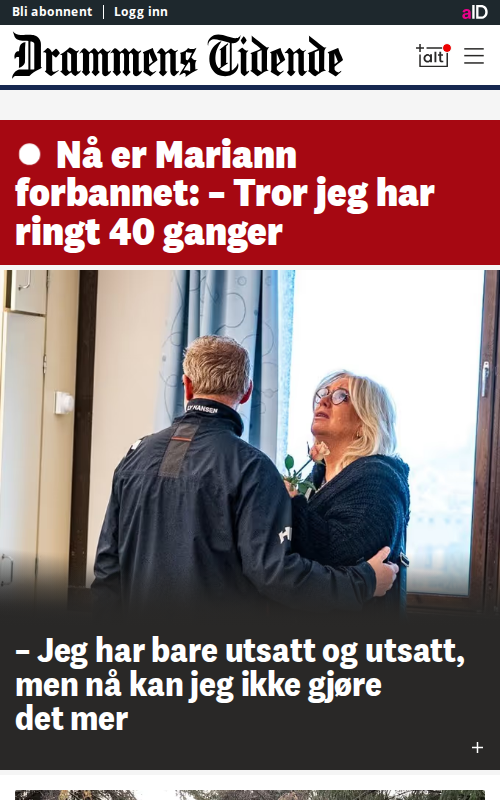 Bli abonnent
Logg inn
aID
Drammens Tidende
+alt
Nå er Mariann
forbannet: – Tror jeg har
ringt 40 ganger
LY HANSEN
H
– Jeg har bare utsatt og utsatt,
men nå kan jeg ikke gjøre
det mer
+